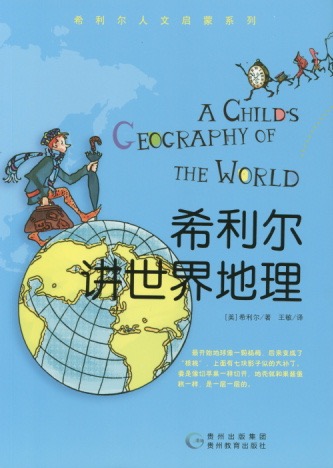 希利尔人文启蒙系列
A CHILD'S
GEOGRAPHY OF
THE WORLD
希利尔
讲世界地理
[美]希利尔/著 王敏/译
贵州出版集团
贵州教育出版社